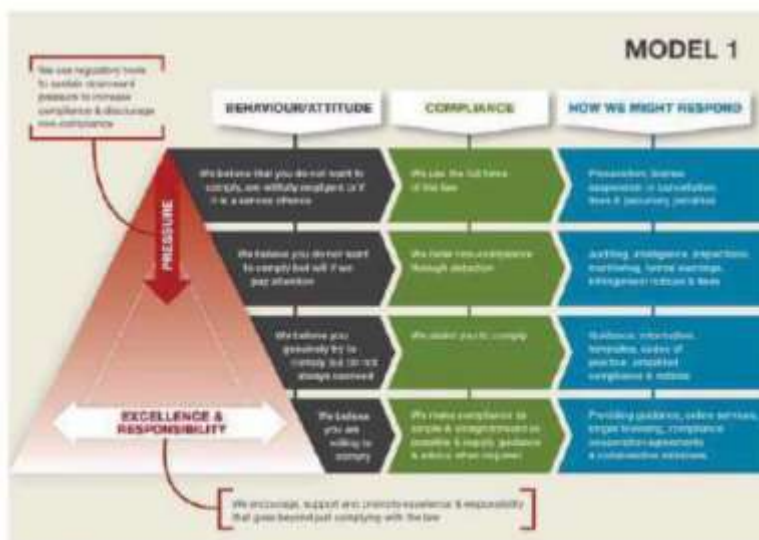 MODEL 1
We use regulatory tools
to sustain downward
pressure to increase
compliance & discourage
non-compliance
BEHAVIOUR/ATTITUDE
COMPLIANCE
HOW WE MIGHT RESPOND
We believe that you do not want to
comply, are wilfully negligent or if
it is a serious offence
We use the full force
of the law
Prosecution, licence
suspension or cancellation,
fines & pecuniary penalties
PRESSURE
We believe you do not want
to comply but will if we
pay attention
We deter non-compliance
through detection
Auditing, intelligence, inspections,
monitoring, formal warnings,
infringement notices & fines
We believe you
genuinely try to
comply but do not
always succeed
We assist you to comply
Guidance, information,
templates, codes of
practice, simplified
compliance &
EXCELLENCE &
RESPONSIBILITY
We believe
you are
willing to
comply
We make compliance as
simple & straightforward as
possible & supply guidance
& advice when required
Providing guidance, online services,
compliance
cooperation agreements
& collaborative initiatives
We encourage, support and promote excellence & responsibility
that goes beyond just complying with the law